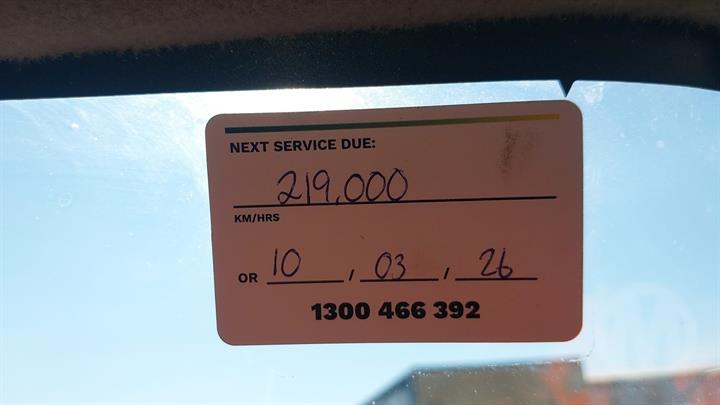 NEXT SERVICE DUE:
219,000
KM/HRS
OR 10 / 03 / 26
1300 466 392